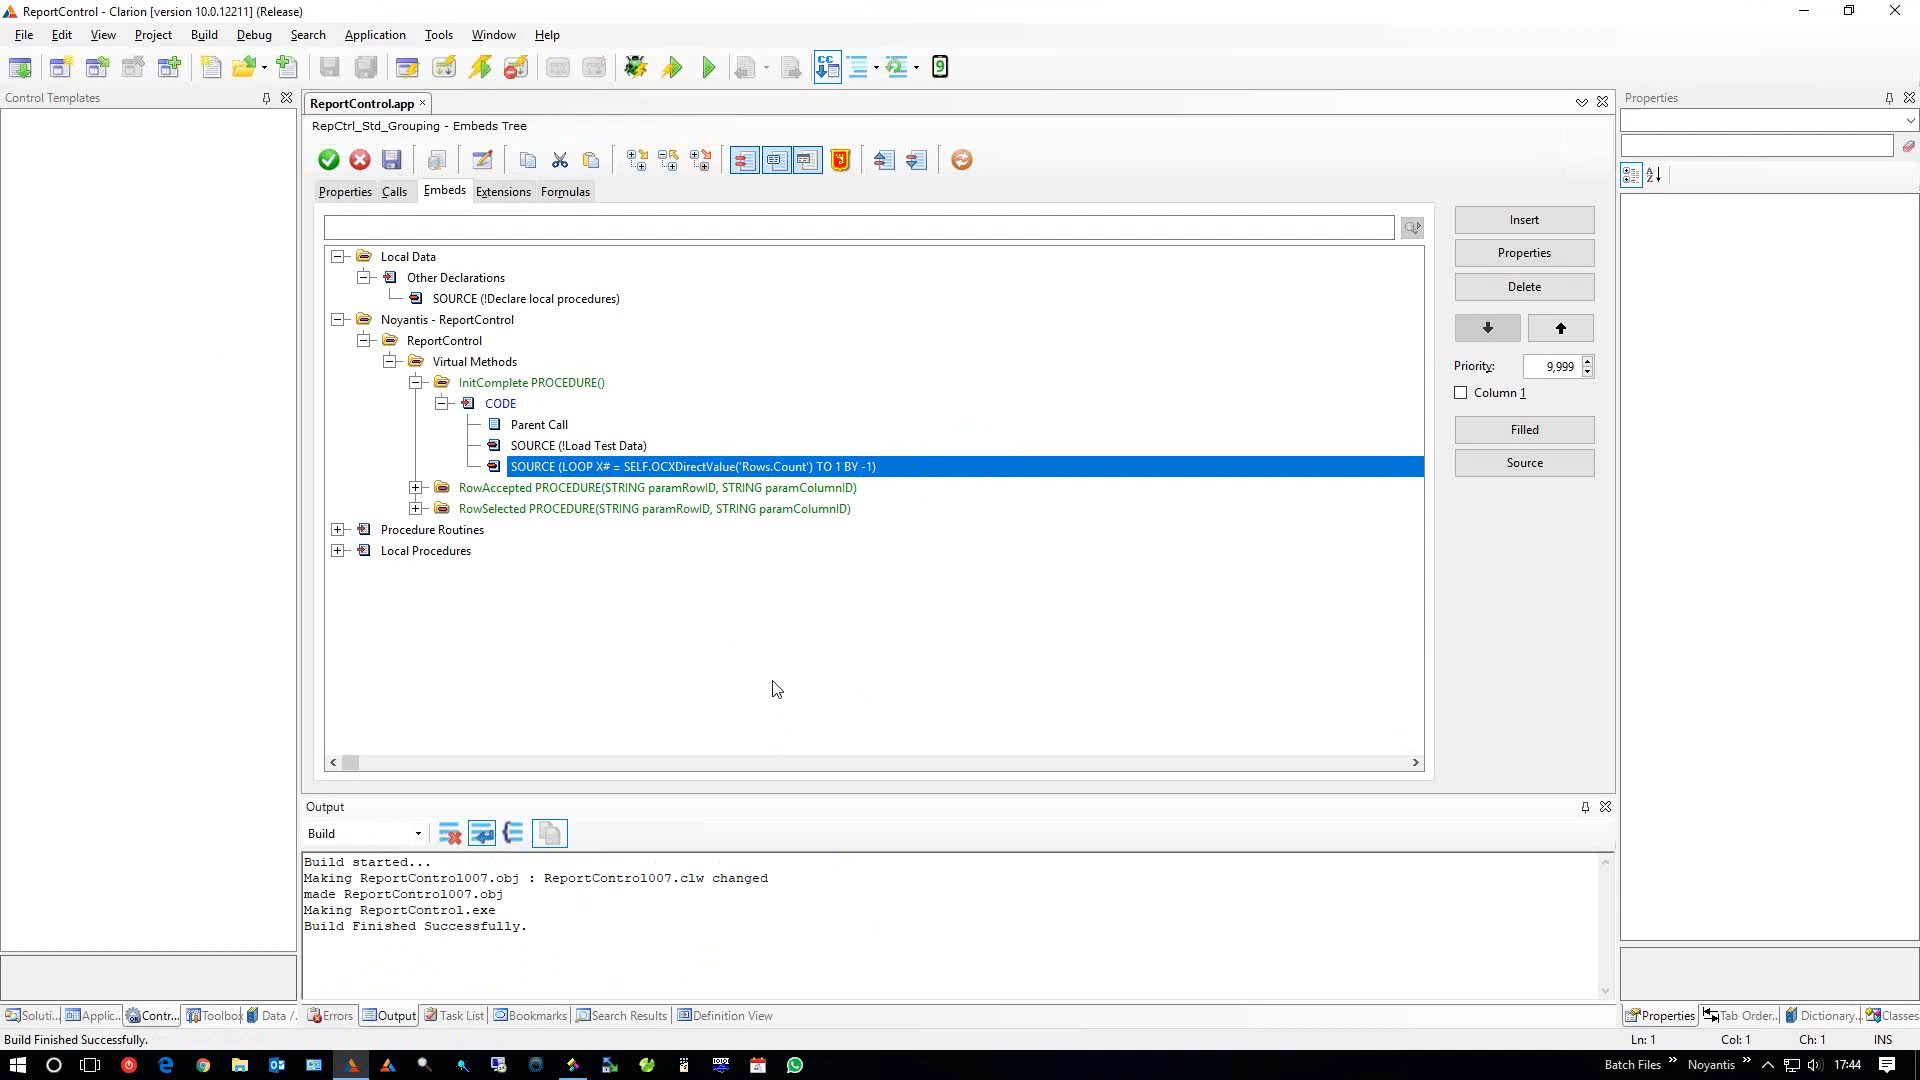 ReportControl - Clarion [version 10.0.12211] (Release)
File Edit View Project Build Debug Search Application Tools Window Help
Control Templates
ReportControl.app
Properties
RepCtrl_Std_Grouping - Embeds Tree
Properties Calls Embeds Extensions Formulas
Local Data
Other Declarations
SOURCE (!Declare local procedures)
Noyantis - ReportControl
ReportControl
Virtual Methods
InitComplete PROCEDURE()
CODE
Parent Call
SOURCE (!Load Test Data)
SOURCE (LOOP X# = SELF.OCXDirectValue('Rows.Count') TO 1 BY -1)
RowAccepted PROCEDURE(STRING paramRowID, STRING paramColumnID)
RowSelected PROCEDURE(STRING paramRowID, STRING paramColumnID)
Procedure Routines
Local Procedures
Insert
Properties
Delete
Priority: 9,999
Column 1
Filled
Source
Output
Build
Build started...
Making ReportControl007.obj : ReportControl007.clw changed
made ReportControl007.obj
Making ReportControl.exe
Build Finished Successfully.
Soluti... Applic... Contr... Toolbox Data /... Errors Output Task List Bookmarks Search Results Definition View Properties Tab Order... Dictionary... Classes
Build Finished Successfully. Ln: 1 Col: 1 Ch: 1 INS
Batch Files Noyantis 17:44